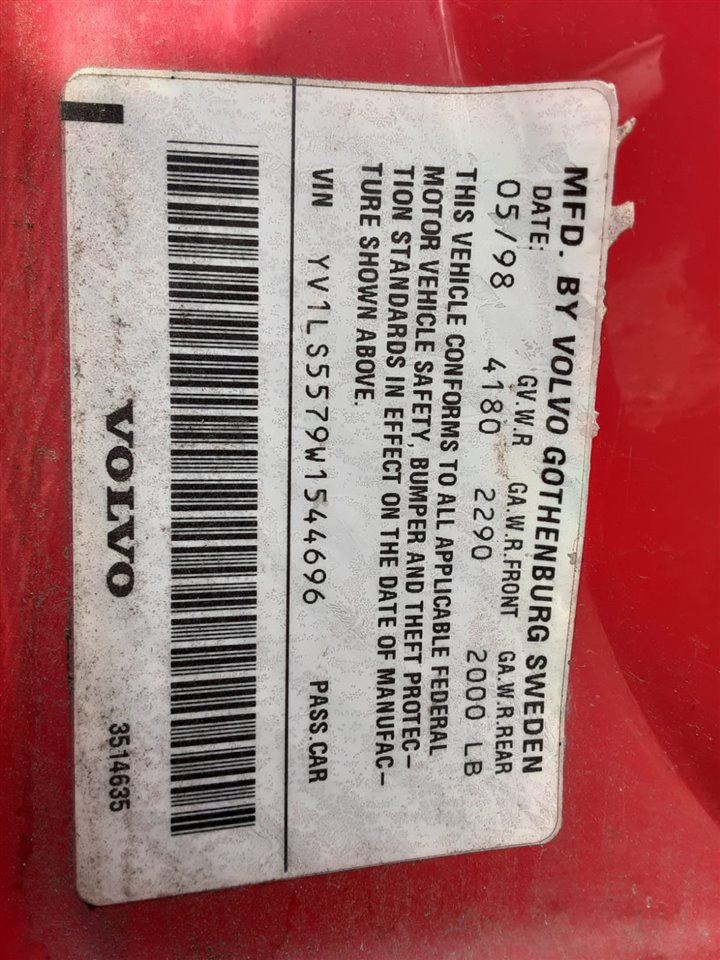 MFD. BY VOLVO GOTHENBURG SWEDEN
DATE: GV.W.R GA.W.R.FRONT GA.W.R.REAR
05/98 4180 2290 2000 LB
THIS VEHICLE CONFORMS TO ALL APPLICABLE FEDERAL
MOTOR VEHICLE SAFETY, BUMPER AND THEFT PROTEC-
TION STANDARDS IN EFFECT ON THE DATE OF MANUFAC-
TURE SHOWN ABOVE.
VIN YV1LS5579W1544696 PASS.CAR
VOLVO 3514635